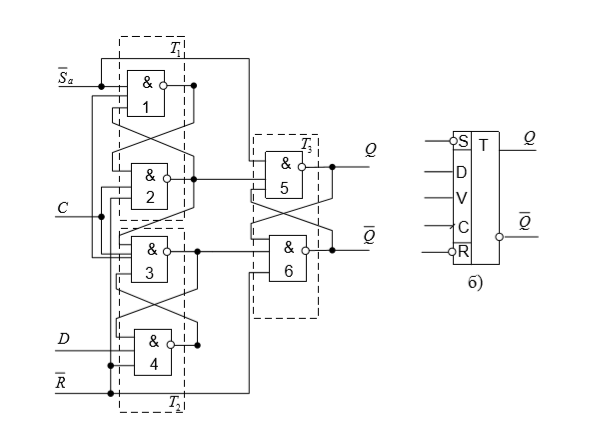 T₁
S̅ₐ
&
1
&
2
C
T₃
&
5
Q
&
6
Q̅
&
3
D
&
4
R̅
T₂
S T Q
D
V
C Q̅
R
б)